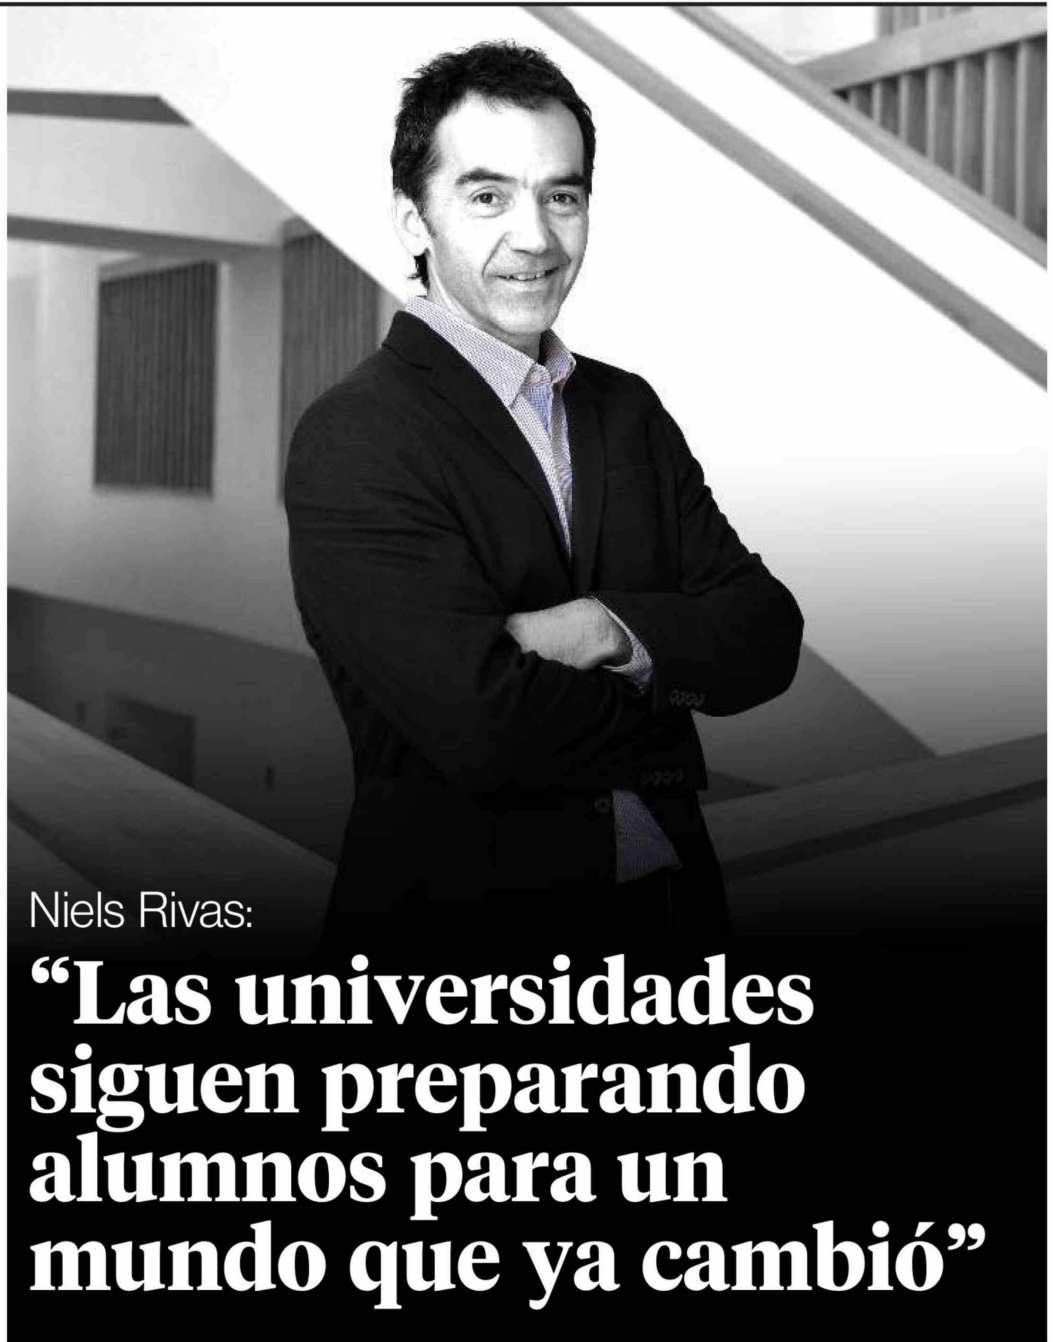 Niels Rivas:
“Las universidades
siguen preparando
alumnos para un
mundo que ya cambió”